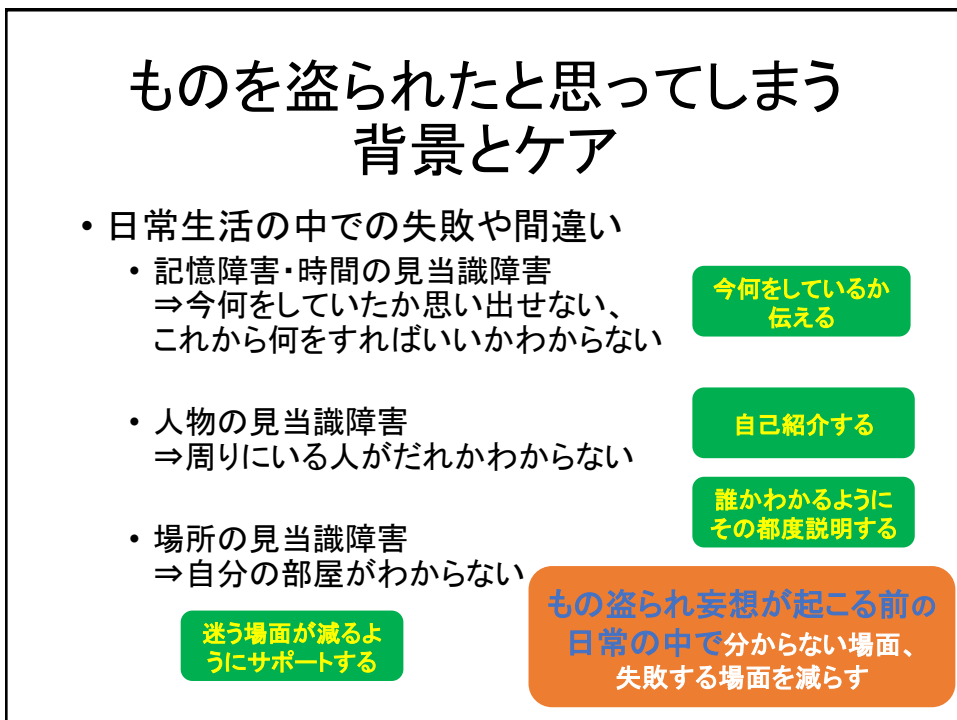 ものを盗られたと思ってしまう
背景とケア
• 日常生活の中での失敗や間違い
• 記憶障害・時間の見当識障害
⇒今何をしていたか思い出せない、
これから何をすればいいかわからない
今何をしているか
伝える
• 人物の見当識障害
⇒周りにいる人がだれかわからない
自己紹介する
誰かわかるように
その都度説明する
• 場所の見当識障害
⇒自分の部屋がわからない
迷う場面が減るよ
うにサポートする
もの盗られ妄想が起こる前の
日常の中で分からない場面、
失敗する場面を減らす